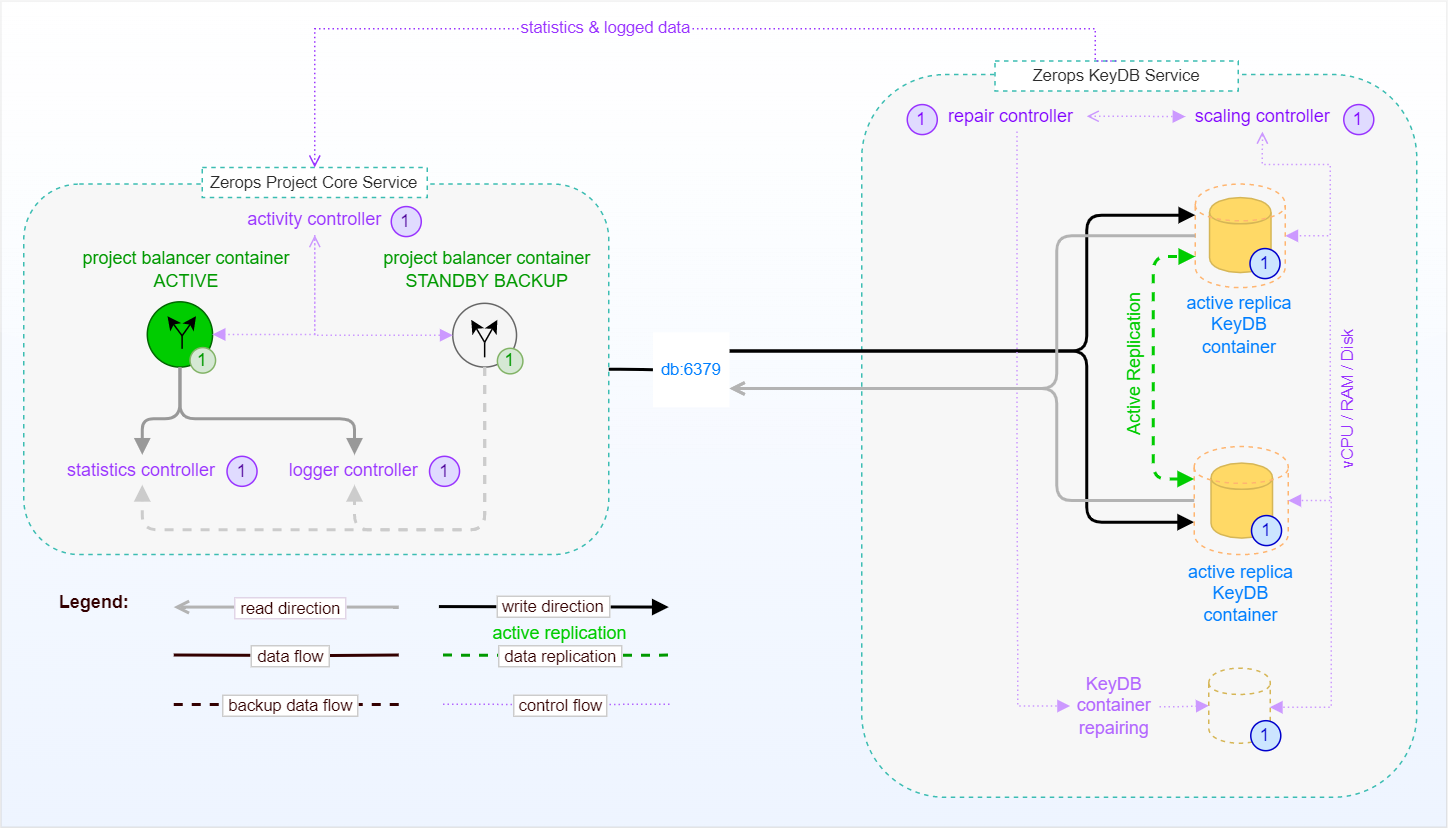 statistics & logged data
Zerops KeyDB Service
1
repair controller
scaling controller
1
Zerops Project Core Service
activity controller
1
project balancer container
ACTIVE
project balancer container
STANDBY BACKUP
1
1
statistics controller
1
logger controller
1
db:6379
1
active replica
KeyDB
container
Active Replication
vCPU / RAM / Disk
1
active replica
KeyDB
container
KeyDB
container
repairing
1
Legend:
read direction
write direction
active replication
data flow
data replication
backup data flow
control flow